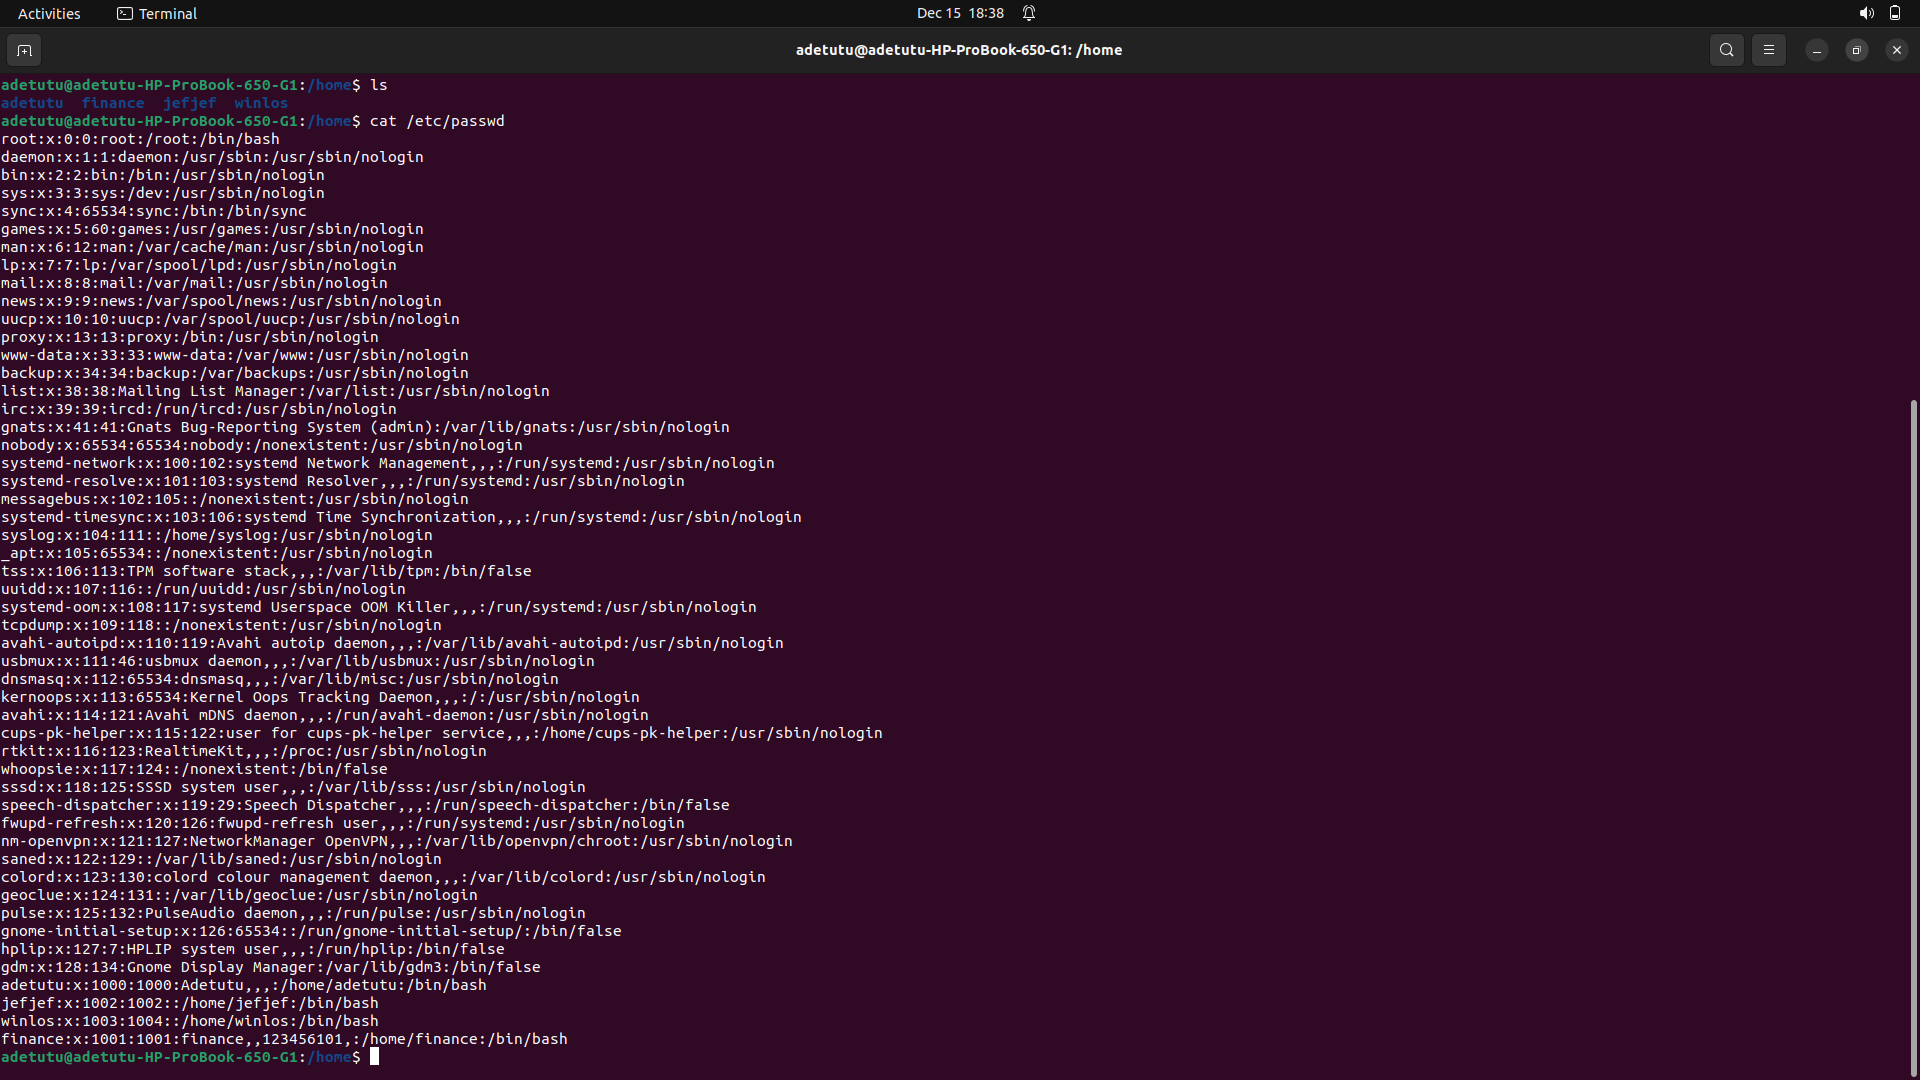 Activities
Terminal
Dec 15 18:38
adetutu@adetutu-HP-ProBook-650-G1: /home
adetutu@adetutu-HP-ProBook-650-G1:/home$ ls
adetutu  finance  jefjef  winlos
adetutu@adetutu-HP-ProBook-650-G1:/home$ cat /etc/passwd
root:x:0:0:root:/root:/bin/bash
daemon:x:1:1:daemon:/usr/sbin:/usr/sbin/nologin
bin:x:2:2:bin:/bin:/usr/sbin/nologin
sys:x:3:3:sys:/dev:/usr/sbin/nologin
sync:x:4:65534:sync:/bin:/bin/sync
games:x:5:60:games:/usr/games:/usr/sbin/nologin
man:x:6:12:man:/var/cache/man:/usr/sbin/nologin
lp:x:7:7:lp:/var/spool/lpd:/usr/sbin/nologin
mail:x:8:8:mail:/var/mail:/usr/sbin/nologin
news:x:9:9:news:/var/spool/news:/usr/sbin/nologin
uucp:x:10:10:uucp:/var/spool/uucp:/usr/sbin/nologin
proxy:x:13:13:proxy:/bin:/usr/sbin/nologin
www-data:x:33:33:www-data:/var/www:/usr/sbin/nologin
backup:x:34:34:backup:/var/backups:/usr/sbin/nologin
list:x:38:38:Mailing List Manager:/var/list:/usr/sbin/nologin
irc:x:39:39:ircd:/run/ircd:/usr/sbin/nologin
gnats:x:41:41:Gnats Bug-Reporting System (admin):/var/lib/gnats:/usr/sbin/nologin
nobody:x:65534:65534:nobody:/nonexistent:/usr/sbin/nologin
systemd-network:x:100:102:systemd Network Management,,,:/run/systemd:/usr/sbin/nologin
systemd-resolve:x:101:103:systemd Resolver,,,:/run/systemd:/usr/sbin/nologin
messagebus:x:102:105::/nonexistent:/usr/sbin/nologin
systemd-timesync:x:103:106:systemd Time Synchronization,,,:/run/systemd:/usr/sbin/nologin
syslog:x:104:111::/home/syslog:/usr/sbin/nologin
_apt:x:105:65534::/nonexistent:/usr/sbin/nologin
tss:x:106:113:TPM software stack,,,:/var/lib/tpm:/bin/false
uuidd:x:107:116::/run/uuidd:/usr/sbin/nologin
systemd-oom:x:108:117:systemd Userspace OOM Killer,,,:/run/systemd:/usr/sbin/nologin
tcpdump:x:109:118::/nonexistent:/usr/sbin/nologin
avahi-autoipd:x:110:119:Avahi autoip daemon,,,:/var/lib/avahi-autoipd:/usr/sbin/nologin
usbmux:x:111:46:usbmux daemon,,,:/var/lib/usbmux:/usr/sbin/nologin
dnsmasq:x:112:65534:dnsmasq,,,:/var/lib/misc:/usr/sbin/nologin
kernoops:x:113:65534:Kernel Oops Tracking Daemon,,,:/:/usr/sbin/nologin
avahi:x:114:121:Avahi mDNS daemon,,,:/run/avahi-daemon:/usr/sbin/nologin
cups-pk-helper:x:115:122:user for cups-pk-helper service,,,:/home/cups-pk-helper:/usr/sbin/nologin
rtkit:x:116:123:RealtimeKit,,,:/proc:/usr/sbin/nologin
whoopsie:x:117:124::/nonexistent:/bin/false
sssd:x:118:125:SSSD system user,,,:/var/lib/sss:/usr/sbin/nologin
speech-dispatcher:x:119:29:Speech Dispatcher,,,:/run/speech-dispatcher:/bin/false
fwupd-refresh:x:120:126:fwupd-refresh user,,,:/run/systemd:/usr/sbin/nologin
nm-openvpn:x:121:127:NetworkManager OpenVPN,,,:/var/lib/openvpn/chroot:/usr/sbin/nologin
saned:x:122:129::/var/lib/saned:/usr/sbin/nologin
colord:x:123:130:colord colour management daemon,,,:/var/lib/colord:/usr/sbin/nologin
geoclue:x:124:131::/var/lib/geoclue:/usr/sbin/nologin
pulse:x:125:132:PulseAudio daemon,,,:/run/pulse:/usr/sbin/nologin
gnome-initial-setup:x:126:65534::/run/gnome-initial-setup/:/bin/false
hplip:x:127:7:HPLIP system user,,,:/run/hplip:/bin/false
gdm:x:128:134:Gnome Display Manager:/var/lib/gdm3:/bin/false
adetutu:x:1000:1000:Adetutu,,,:/home/adetutu:/bin/bash
jefjef:x:1002:1002::/home/jefjef:/bin/bash
winlos:x:1003:1004::/home/winlos:/bin/bash
finance:x:1001:1001:finance,,123456101,:/home/finance:/bin/bash
adetutu@adetutu-HP-ProBook-650-G1:/home$